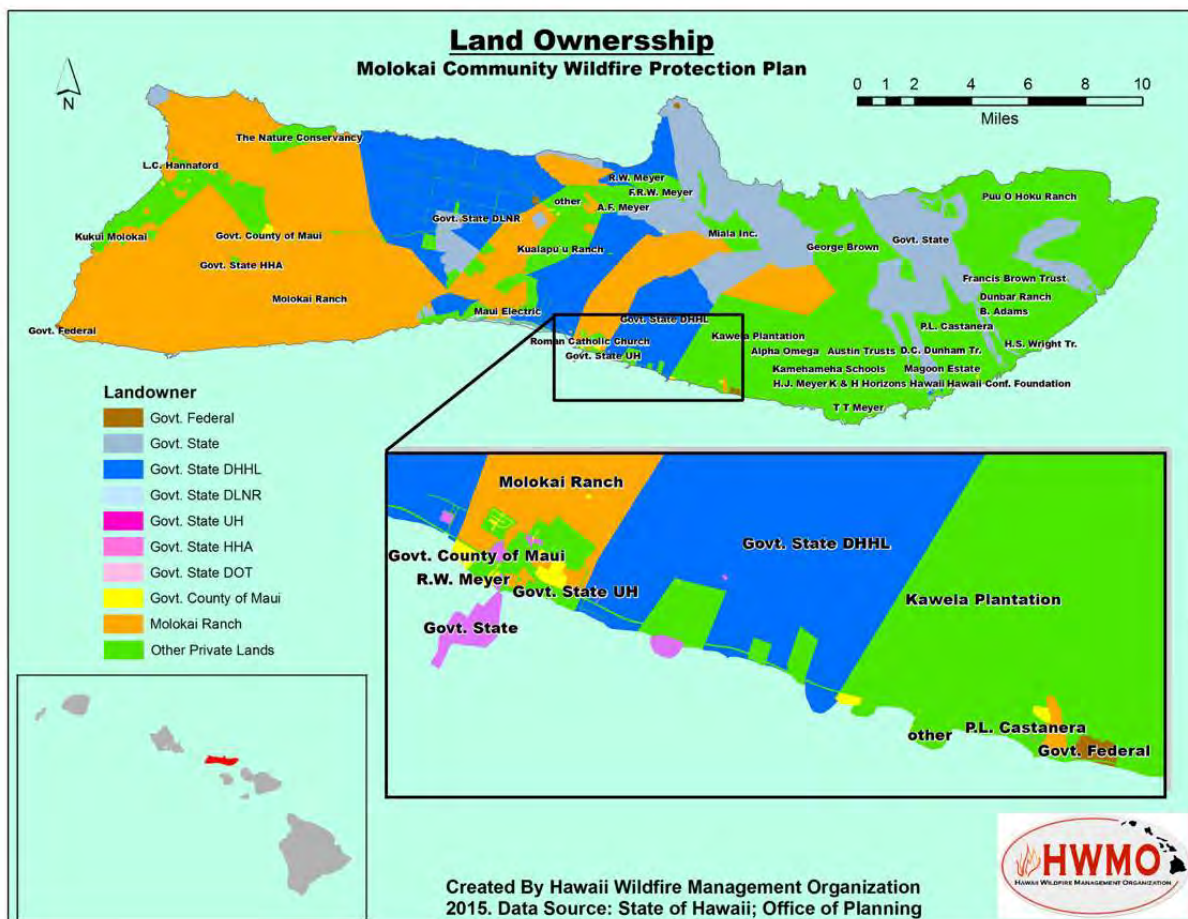 Land Ownersship
Molokai Community Wildfire Protection Plan
N
0 1 2 4 6 8 10
Miles
The Nature Conservancy
L.C. Hannaford
R.W. Meyer
F.R.W. Meyer
other
A.F. Meyer
Puu O Hoku Ranch
Govt. State DLNR
Kukui Molokai
Govt. County of Maui
Kualapu u Ranch
Miala Inc.
George Brown
Govt. State
Govt. State HHA
Francis Brown Trust
Molokai Ranch
Dunbar Ranch
Maui Electric
B. Adams
Govt. State DHHL
Govt. Federal
P.L. Castanera
Kawela Plantation
Roman Catholic Church
H.S. Wright Tr.
Alpha Omega
Austin Trusts
D.C. Dunham Tr.
Govt. State UH
Kamehameha Schools
Magoon Estate
H.J. Meyer
K & H Horizons Hawaii
Hawaii Conf. Foundation
T T Meyer
Landowner
Govt. Federal
Govt. State
Govt. State DHHL
Govt. State DLNR
Govt. State UH
Govt. State HHA
Govt. State DOT
Govt. County of Maui
Molokai Ranch
Other Private Lands
Molokai Ranch
Govt. State DHHL
Govt. County of Maui
R.W. Meyer
Govt. State UH
Kawela Plantation
Govt. State
other
P.L. Castanera
Govt. Federal
HWMO
HAWAII WILDFIRE MANAGEMENT ORGANIZATION
Created By Hawaii Wildfire Management Organization
2015. Data Source: State of Hawaii; Office of Planning